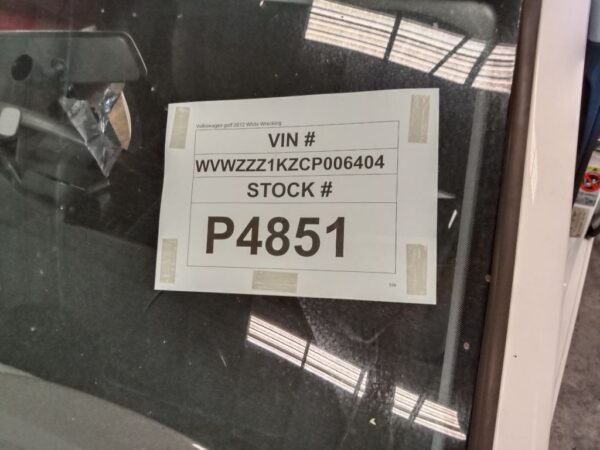 Volkswagen golf 2012 White Wrecking
VIN #
WVWZZZ1KZCP006404
STOCK #
P4851